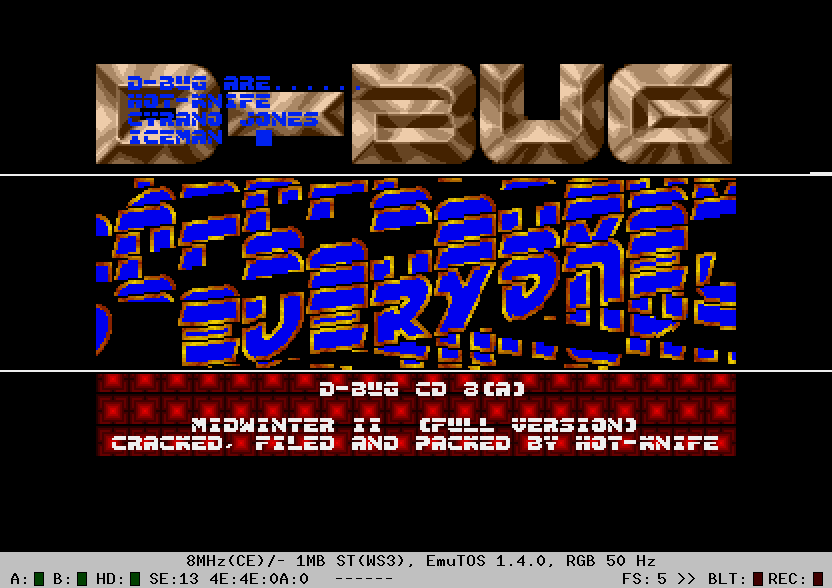 D-BUG
D-BUG ARE......
HOT-KNIFE
CYRANO JONES
ICEMAN
D-BUG CD 3(A)
MIDWINTER II (FULL VERSION)
CRACKED, FILED AND PACKED BY HOT-KNIFE
8MHz(CE)/- 1MB ST(WS3), EmuTOS 1.4.0, RGB 50 Hz
A: B: HD: SE:13 4E:4E:0A:0 ------ FS: 5 >> BLT: REC: